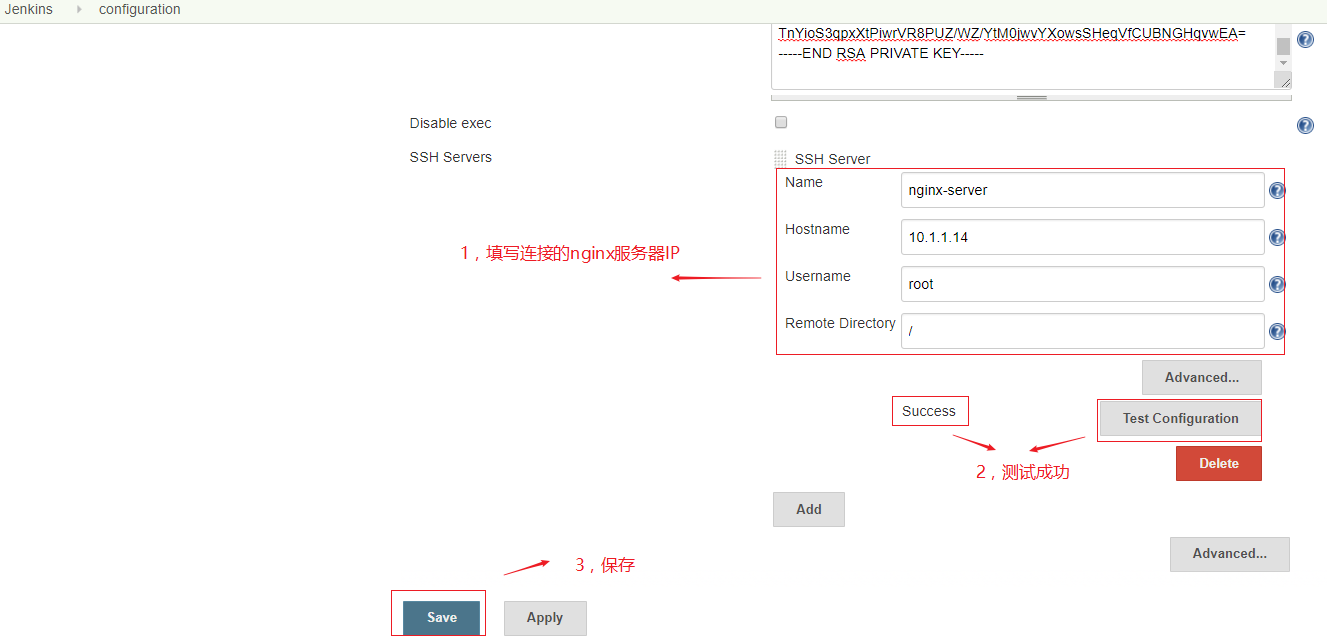 Jenkins configuration
TnYioS3qpxXtPiwrVR8PUZ/WZ/YtM0jwvYXowsSHeqVfCUBNGHqvwEA=
-----END RSA PRIVATE KEY-----
Disable exec
SSH Servers
SSH Server
Name
nginx-server
Hostname
10.1.1.14
1，填写连接的nginx服务器IP
Username
root
Remote Directory
/
Advanced...
Success
Test Configuration
2，测试成功
Delete
Add
Advanced...
3，保存
Save
Apply